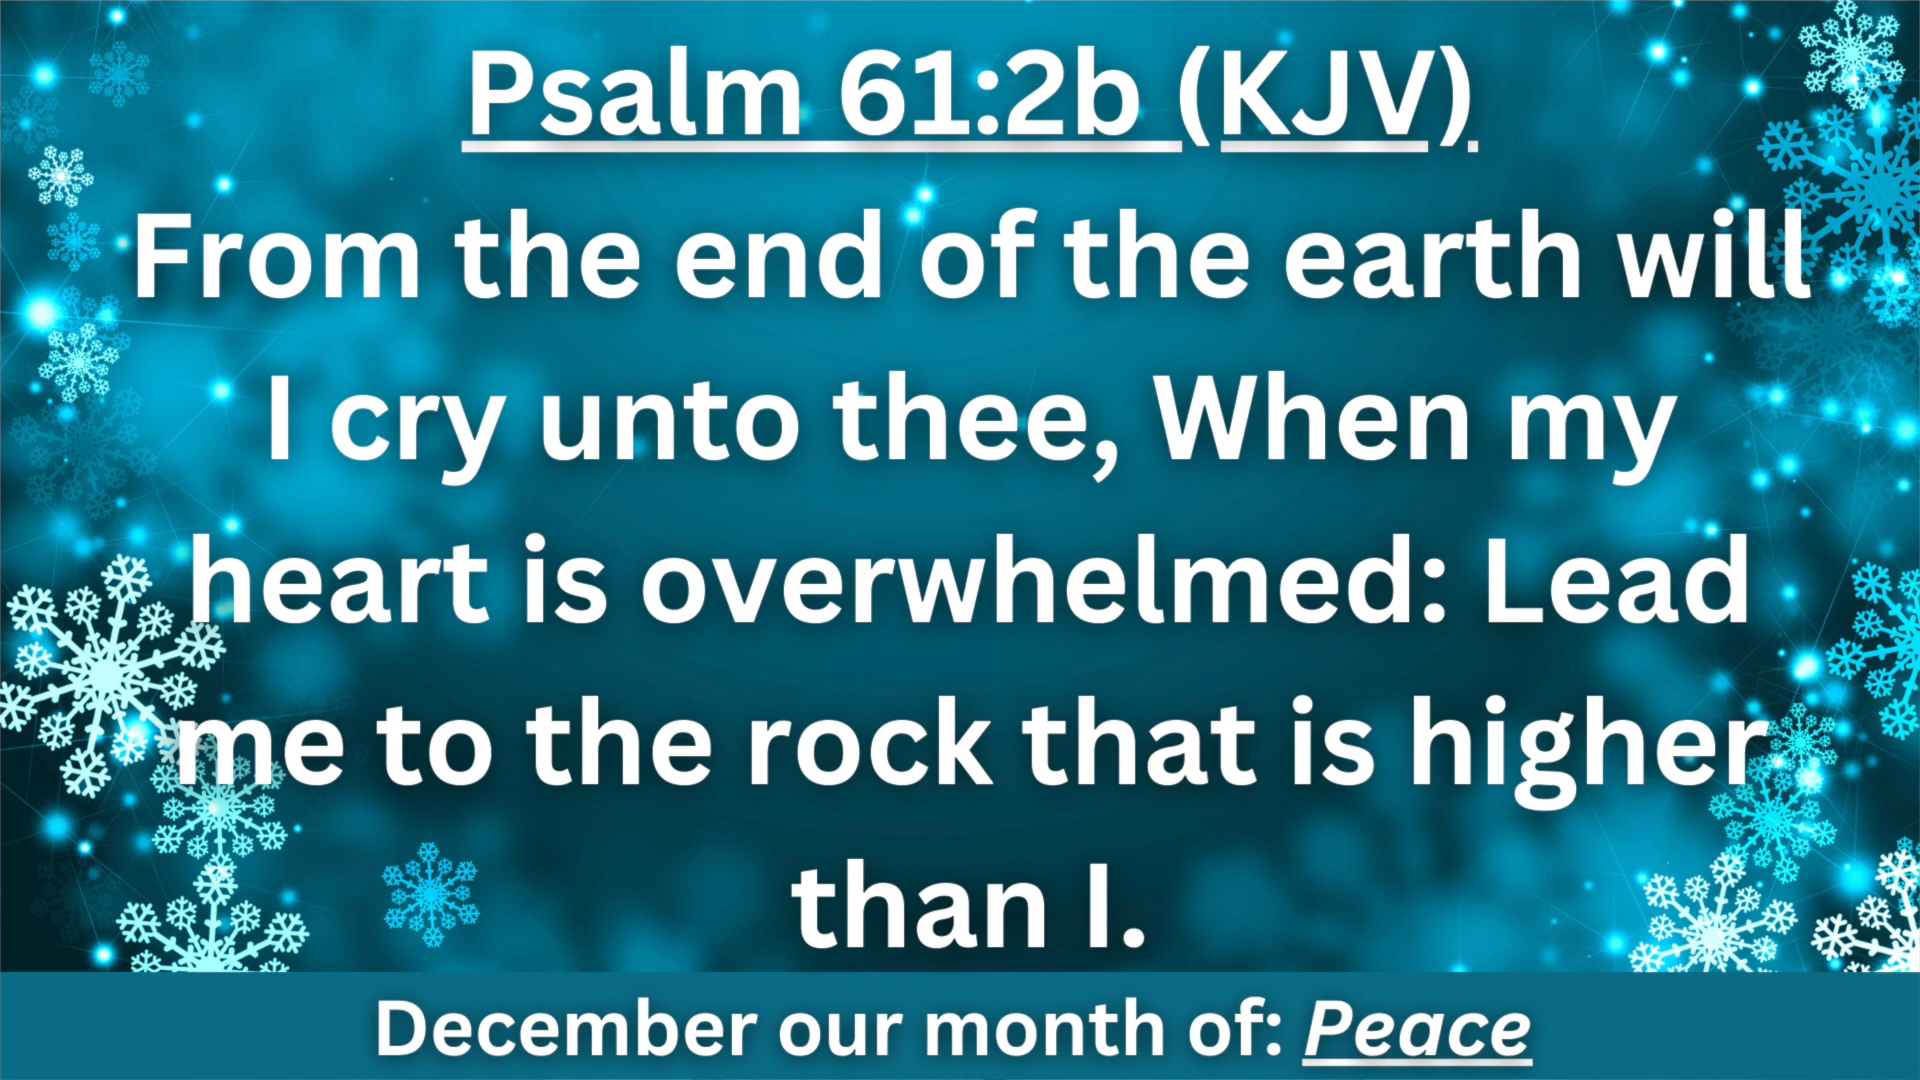 Psalm 61:2b (KJV)
From the end of the earth will
I cry unto thee, When my
heart is overwhelmed: Lead
me to the rock that is higher
than I.
December our month of: Peace